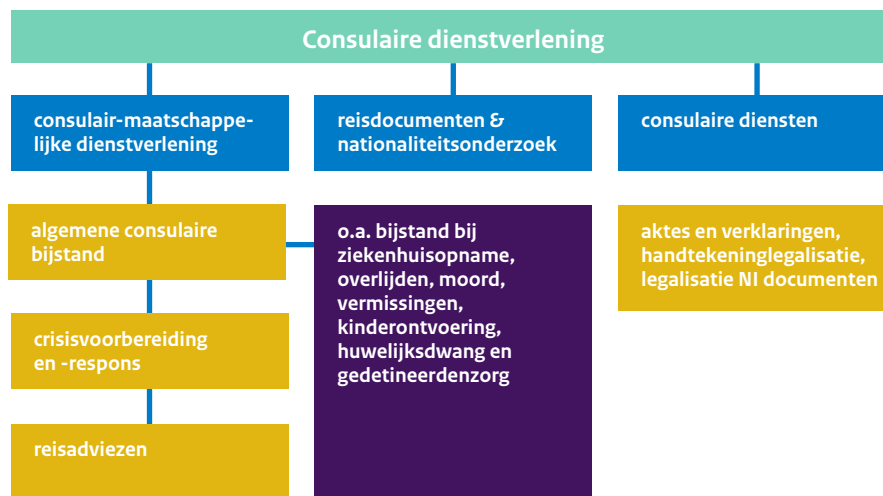 Consulaire dienstverlening
consulair-maatschappe-
lijke dienstverlening
reisdocumenten &
nationaliteitsonderzoek
consulaire diensten
algemene consulaire
bijstand
o.a. bijstand bij
ziekenhuisopname,
overlijden, moord,
vermissingen,
kinderontvoering,
huwelijksdwang en
gedetineerdenzorg
aktes en verklaringen,
handtekeninglegalisatie,
legalisatie NI documenten
crisisvoorbereiding
en -respons
reisadviezen